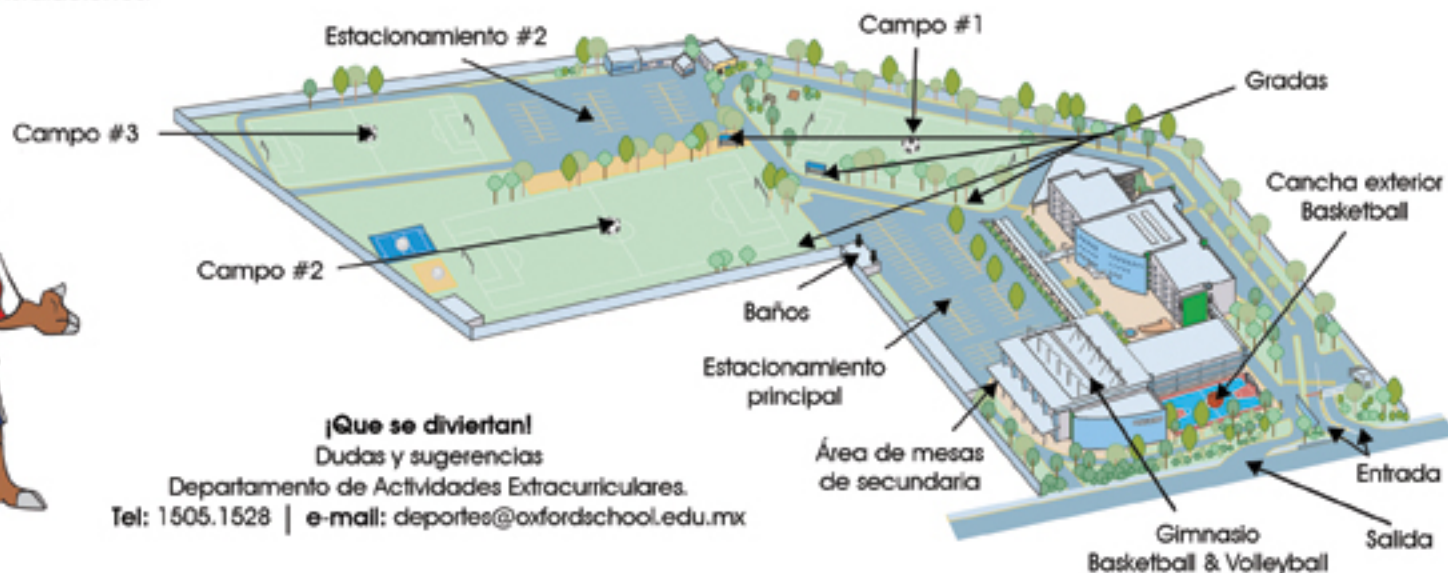 Campo #1
Estacionamiento #2
Gradas
Campo #3
Cancha exterior
Basketball
Campo #2
Baños
Estacionamiento
principal
Área de mesas
de secundaria
Entrada
Gimnasio
Basketball & Volleyball
Salida
¡Que se diviertan!
Dudas y sugerencias
Departamento de Actividades Extracurriculares.
Tel: 1505.1528 | e-mail: deportes@oxfordschool.edu.mx